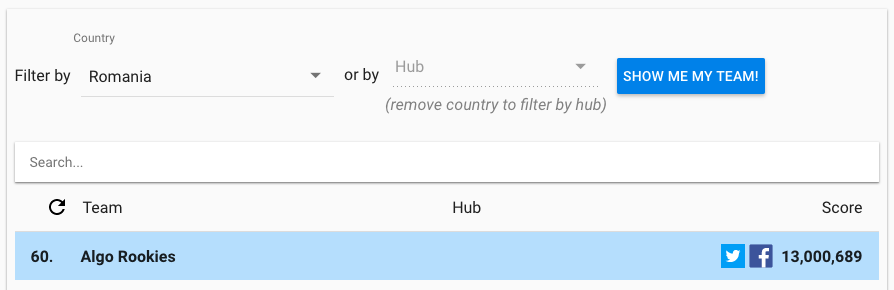 Country
Filter by Romania or by Hub SHOW ME MY TEAM!
(remove country to filter by hub)
Search...
Team Hub Score
60. Algo Rookies 13,000,689